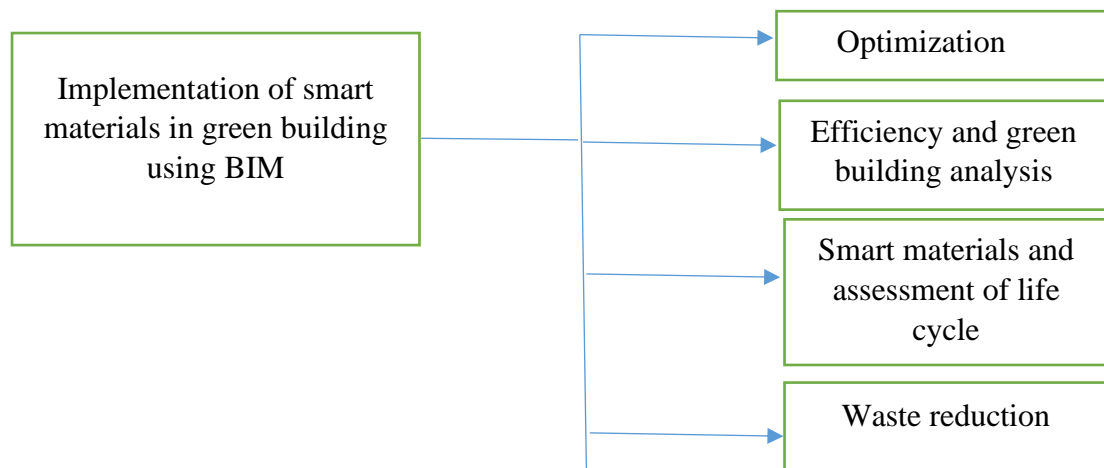 Implementation of smart
materials in green building
using BIM
Optimization
Efficiency and green
building analysis
Smart materials and
assessment of life
cycle
Waste reduction